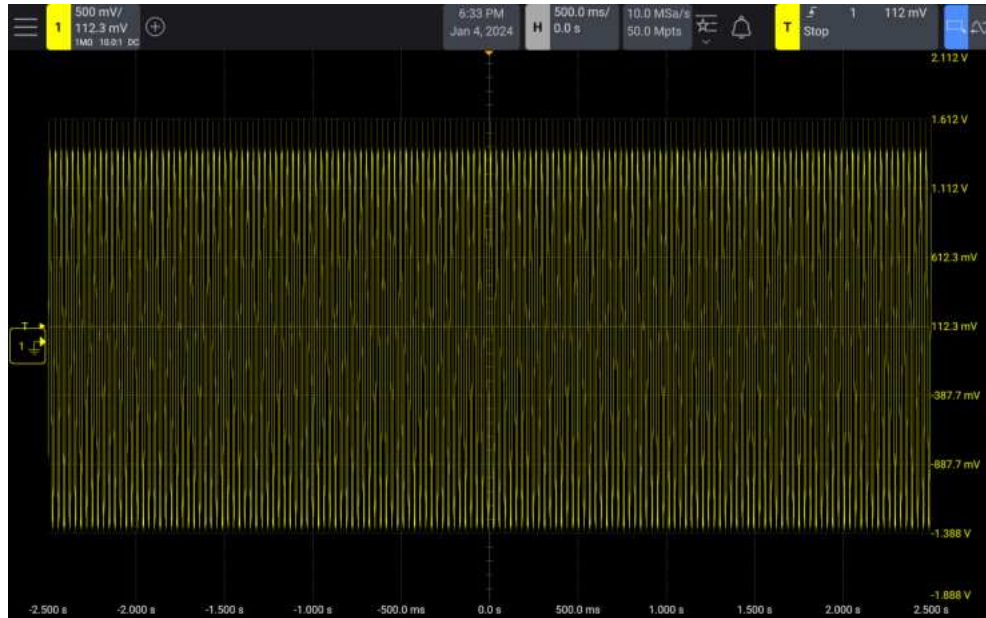 500 mV/
1
112.3 mV
1MΩ 10.0:1 DC
6:33 PM
Jan 4, 2024
H
500.0 ms/
0.0 s
10.0 MSa/s
50.0 Mpts
T
1 112 mV
Stop
2.112 V
1.612 V
1.112 V
612.3 mV
T
112.3 mV
1
-387.7 mV
-887.7 mV
-1.388 V
-1.888 V
-2.500 s -2.000 s -1.500 s -1.000 s -500.0 ms 0.0 s 500.0 ms 1.000 s 1.500 s 2.000 s 2.500 s